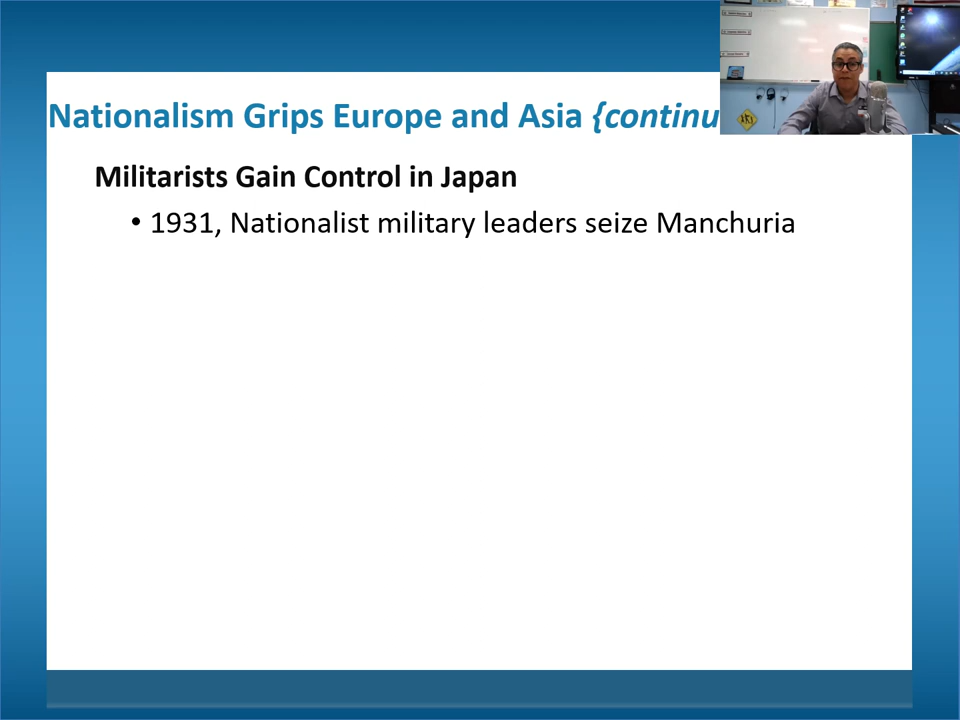 Nationalism Grips Europe and Asia {continu
Militarists Gain Control in Japan
• 1931, Nationalist military leaders seize Manchuria